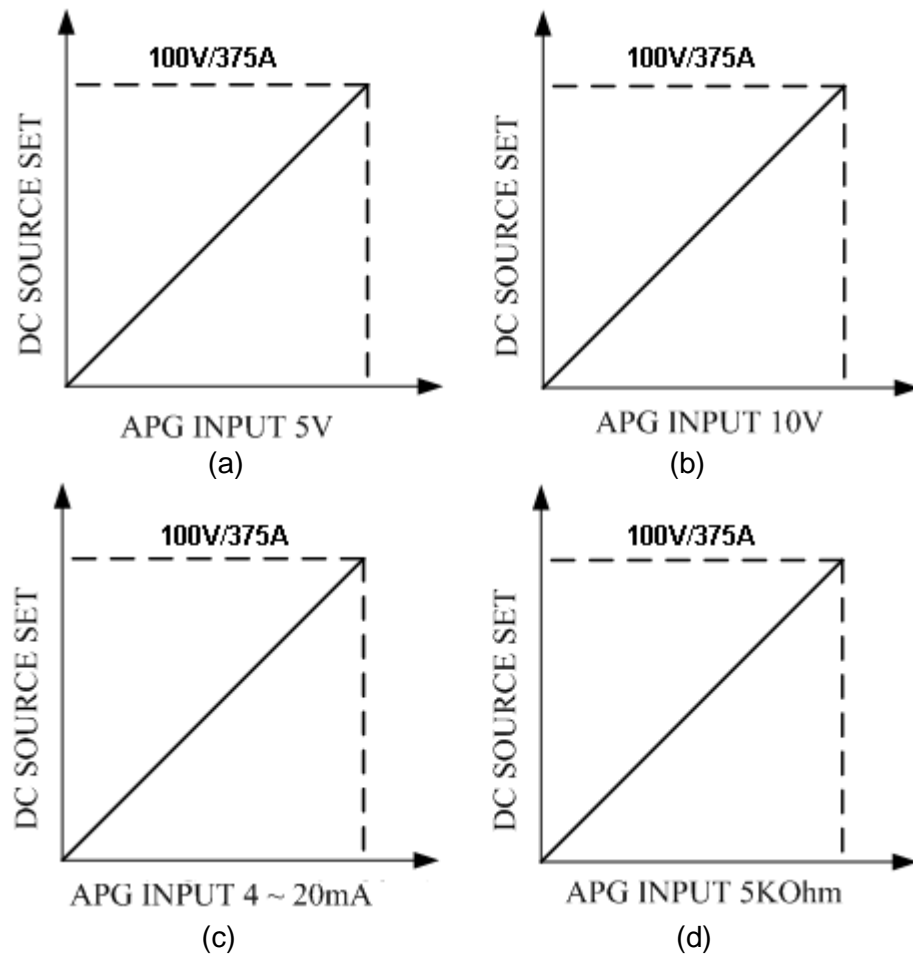 100V/375A
DC SOURCE SET
APG INPUT 5V
(a)
100V/375A
DC SOURCE SET
APG INPUT 10V
(b)
100V/375A
DC SOURCE SET
APG INPUT 4 ~ 20mA
(c)
100V/375A
DC SOURCE SET
APG INPUT 5KOhm
(d)